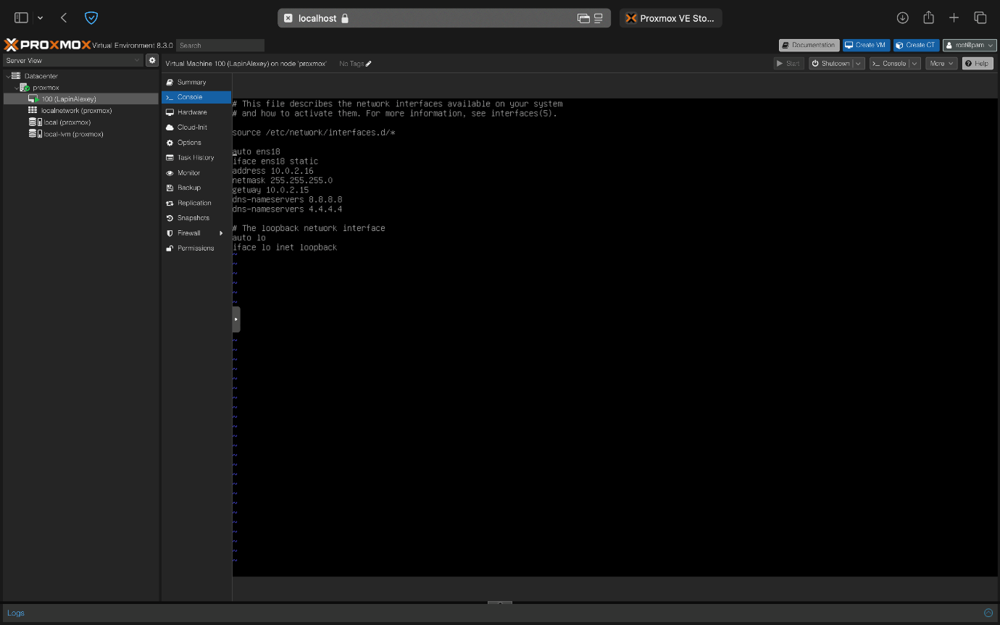 localhost
Proxmox VE Sto...
PROXMOX Virtual Environment 8.3.0
Search
Documentation
Create VM
Create CT
root@pam
Server View
Virtual Machine 100 (LapinAlexey) on node 'proxmox'
No Tags
Start
Shutdown
Console
More
Help
Datacenter
proxmox
100 (LapinAlexey)
localnetwork (proxmox)
local (proxmox)
local-lvm (proxmox)
Summary
Console
Hardware
Cloud-Init
Options
Task History
Monitor
Backup
Replication
Snapshots
Firewall
Permissions
# This file describes the network interfaces available on your system
# and how to activate them. For more information, see interfaces(5).
source /etc/network/interfaces.d/*
auto ens18
iface ens18 static
address 10.0.2.16
netmask 255.255.255.0
getway 10.0.2.15
dns-nameservers 8.8.8.8
dns-nameservers 4.4.4.4
# The loopback network interface
auto lo
iface lo inet loopback
Logs